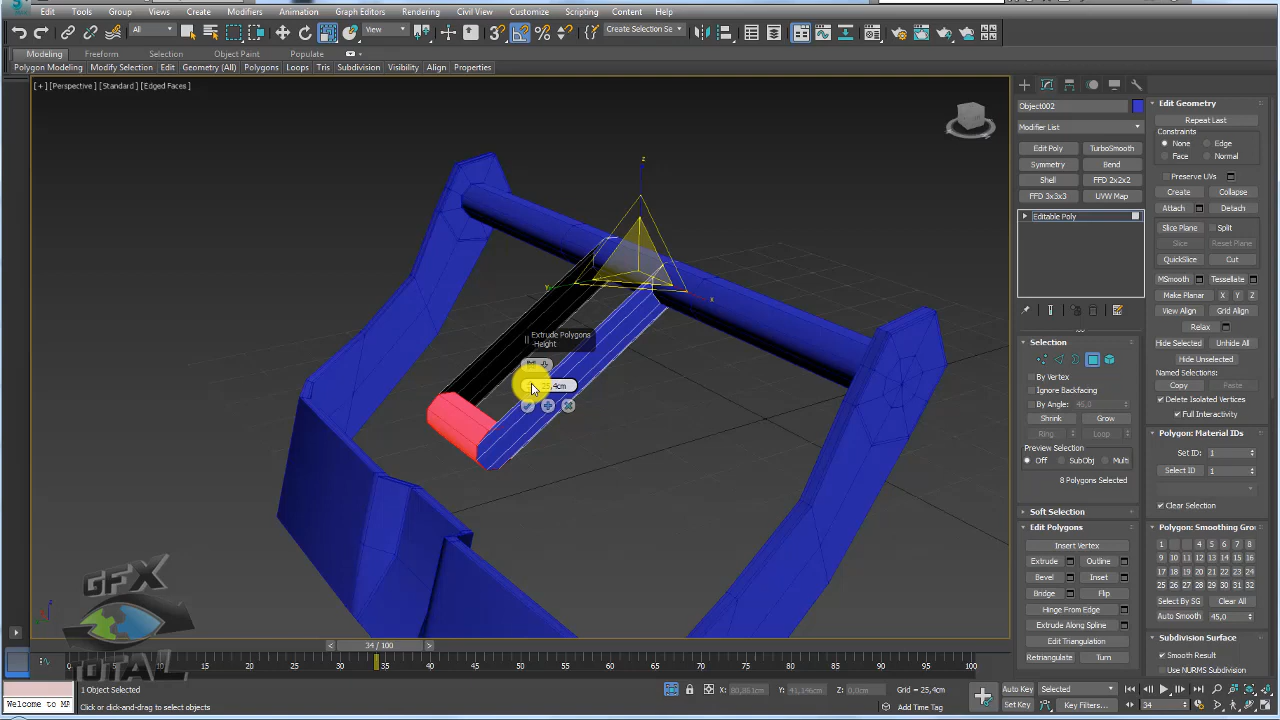 Edit Tools Group Views Create Modifiers Animation Graph Editors Rendering Civil View Customize Scripting Content Help
All View Create Selection Se
Modeling Freeform Selection Object Paint Populate
Polygon Modeling Modify Selection Edit Geometry (All) Polygons Loops Tris Subdivision Visibility Align Properties
[+] [Perspective] [Standard] [Edged Faces]
z
y
x
Extrude Polygons
-Height
25,4cm
GFX
TOTAL
Object002
Modifier List
Edit Poly TurboSmooth
Symmetry Bend
Shell FFD 2x2x2
FFD 3x3x3 UVW Map
Editable Poly
Selection
By Vertex
Ignore Backfacing
By Angle: 45,0
Shrink Grow
Ring Loop
Preview Selection
Off SubObj Multi
8 Polygons Selected
Soft Selection
Edit Polygons
Insert Vertex
Extrude Outline
Bevel Inset
Bridge Flip
Hinge From Edge
Extrude Along Spline
Edit Triangulation
Retriangulate Turn
Edit Geometry
Repeat Last
Constraints
None Edge
Face Normal
Preserve UVs
Create Collapse
Attach Detach
Slice Plane Split
Slice Reset Plane
QuickSlice Cut
MSmooth Tessellate
Make Planar X Y Z
View Align Grid Align
Relax
Hide Selected Unhide All
Hide Unselected
Named Selections:
Copy Paste
Delete Isolated Vertices
Full Interactivity
Polygon: Material IDs
Set ID: 1
Select ID 1
Clear Selection
Polygon: Smoothing Gro
1 4 5 6 7 8
9 10 11 12 13 14 15 16
17 18 19 20 21 22 23 24
25 26 27 28 29 30 31 32
Select By SG Clear All
Auto Smooth 45,0
Subdivision Surface
Smooth Result
Use NURMS Subdivision
34 / 100
0 5 10 15 20 25 30 35 40 45 50 55 60 65 70 75 80 85 90 95 100
1 Object Selected
X: 80,861cm Y: 41,146cm Z: 0,0cm Grid = 25,4cm
Auto Key Selected
Welcome to MA
Click or click-and-drag to select objects
Add Time Tag
Set Key Key Filters...
34